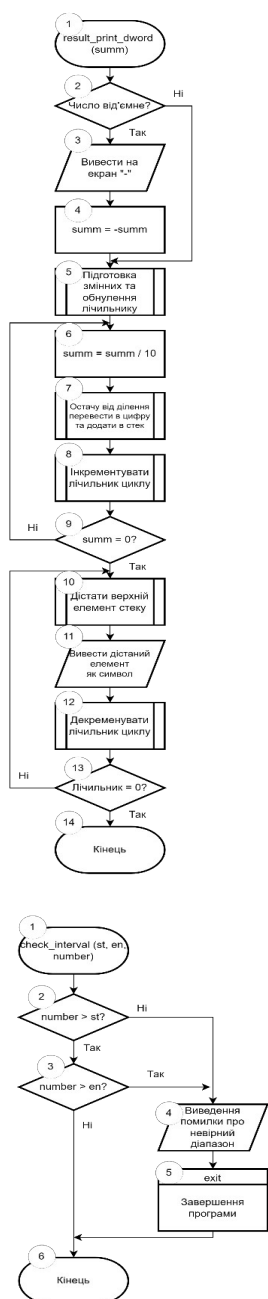 1
result_print_dword
(summ)
2
Число від'ємне?
Ні
Так
3
Вивести на
екран "-"
4
summ = -summ
5
Підготовка
змінних та
обнулення
лічильнику
6
summ = summ / 10
7
Остачу від ділення
перевести в цифру
та додати в стек
8
Інкрементувати
лічильник циклу
9
Ні
summ = 0?
Так
10
Дістати верхній
елемент стеку
11
Вивести дістаний
елемент
як символ
12
Декременувати
лічильник циклу
13
Ні
Лічильник = 0?
Так
14
Кінець
1
check_interval (st, en,
number)
2
Ні
number > st?
Так
3
Так
number > en?
Ні
4
Виведення
помилки про
невірний
діапазон
5
exit
Завершення
програми
6
Кінець